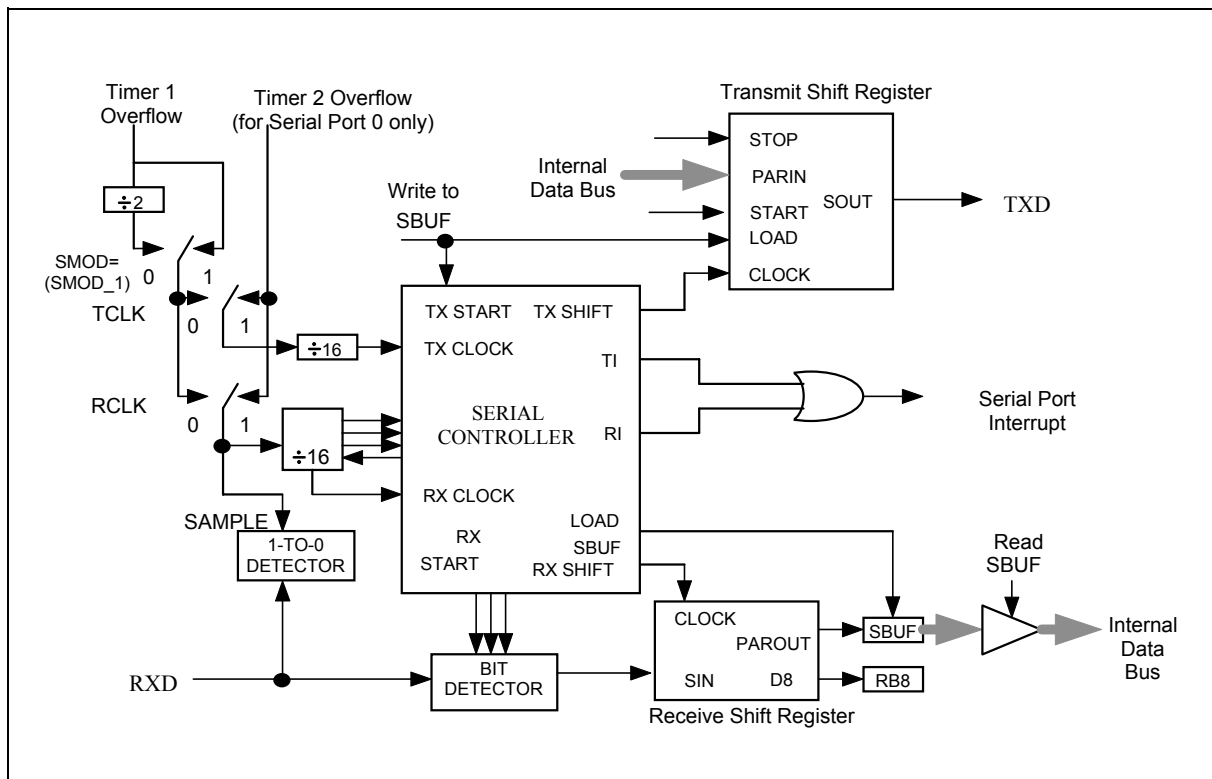 Timer 1
Overflow
Timer 2 Overflow
(for Serial Port 0 only)
Transmit Shift Register
÷2
SMOD=
(SMOD_1)
0
1
TCLK
0
1
÷16
RCLK
0
1
÷16
SAMPLE
1-TO-0
DETECTOR
RXD
Write to
SBUF
Internal
Data Bus
STOP
PARIN
START
LOAD
CLOCK
SOUT
TXD
TX START
TX SHIFT
TX CLOCK
TI
SERIAL
CONTROLLER
RI
RX CLOCK
LOAD
SBUF
RX
START
RX SHIFT
Serial Port
Interrupt
BIT
DETECTOR
CLOCK
PAROUT
SIN
D8
Receive Shift Register
SBUF
RB8
Read
SBUF
Internal
Data
Bus